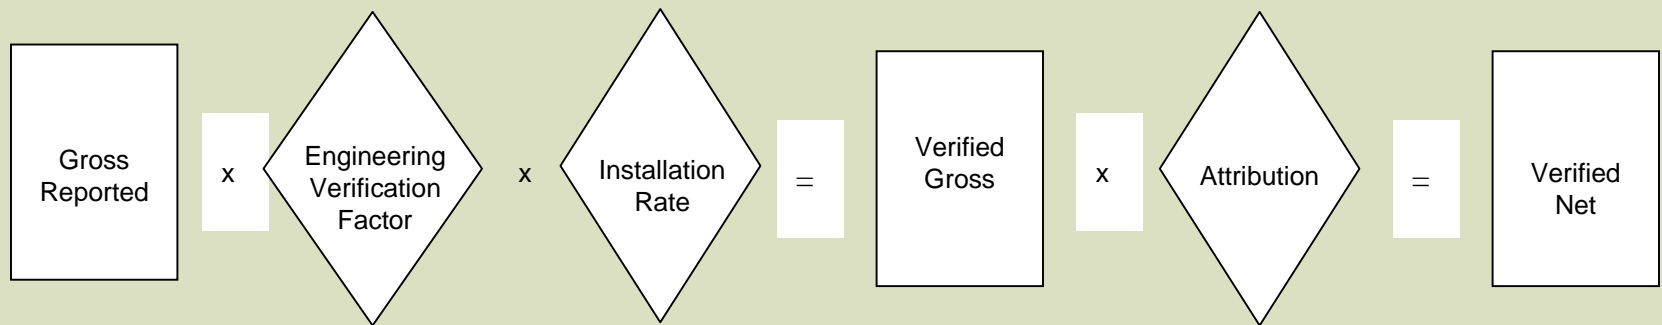 Gross
Reported
x
Engineering
Verification
Factor
x
Installation
Rate
=
Verified
Gross
x
Attribution
=
Verified
Net